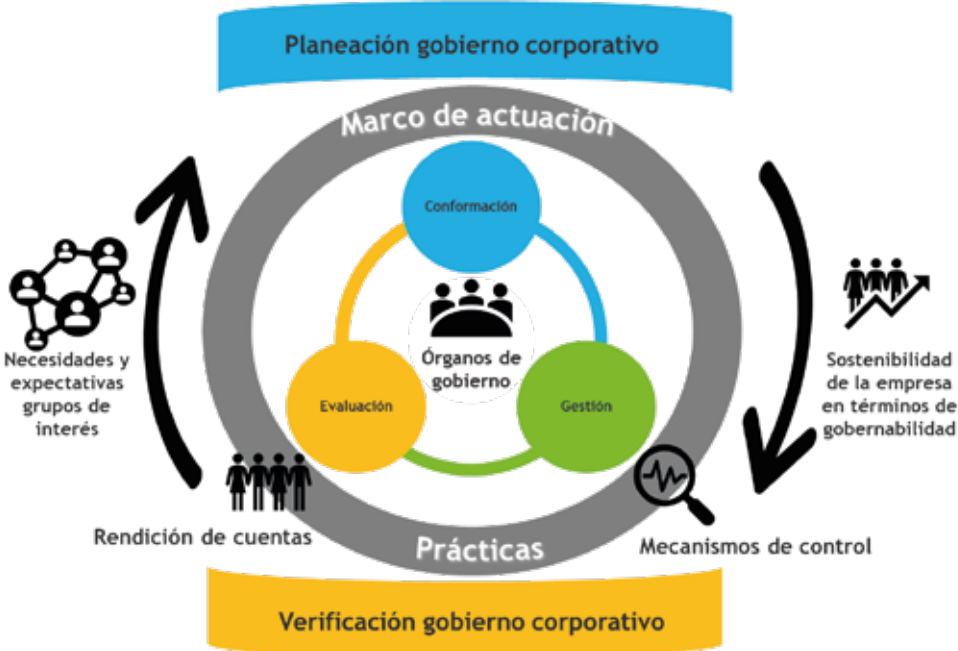 Planeación gobierno corporativo
Marco de actuación
Conformación
Órganos de
gobierno
Evaluación
Gestión
Necesidades y
expectativas
grupos de
interés
Sostenibilidad
de la empresa
en términos de
gobernabilidad
Rendición de cuentas
Prácticas
Mecanismos de control
Verificación gobierno corporativo